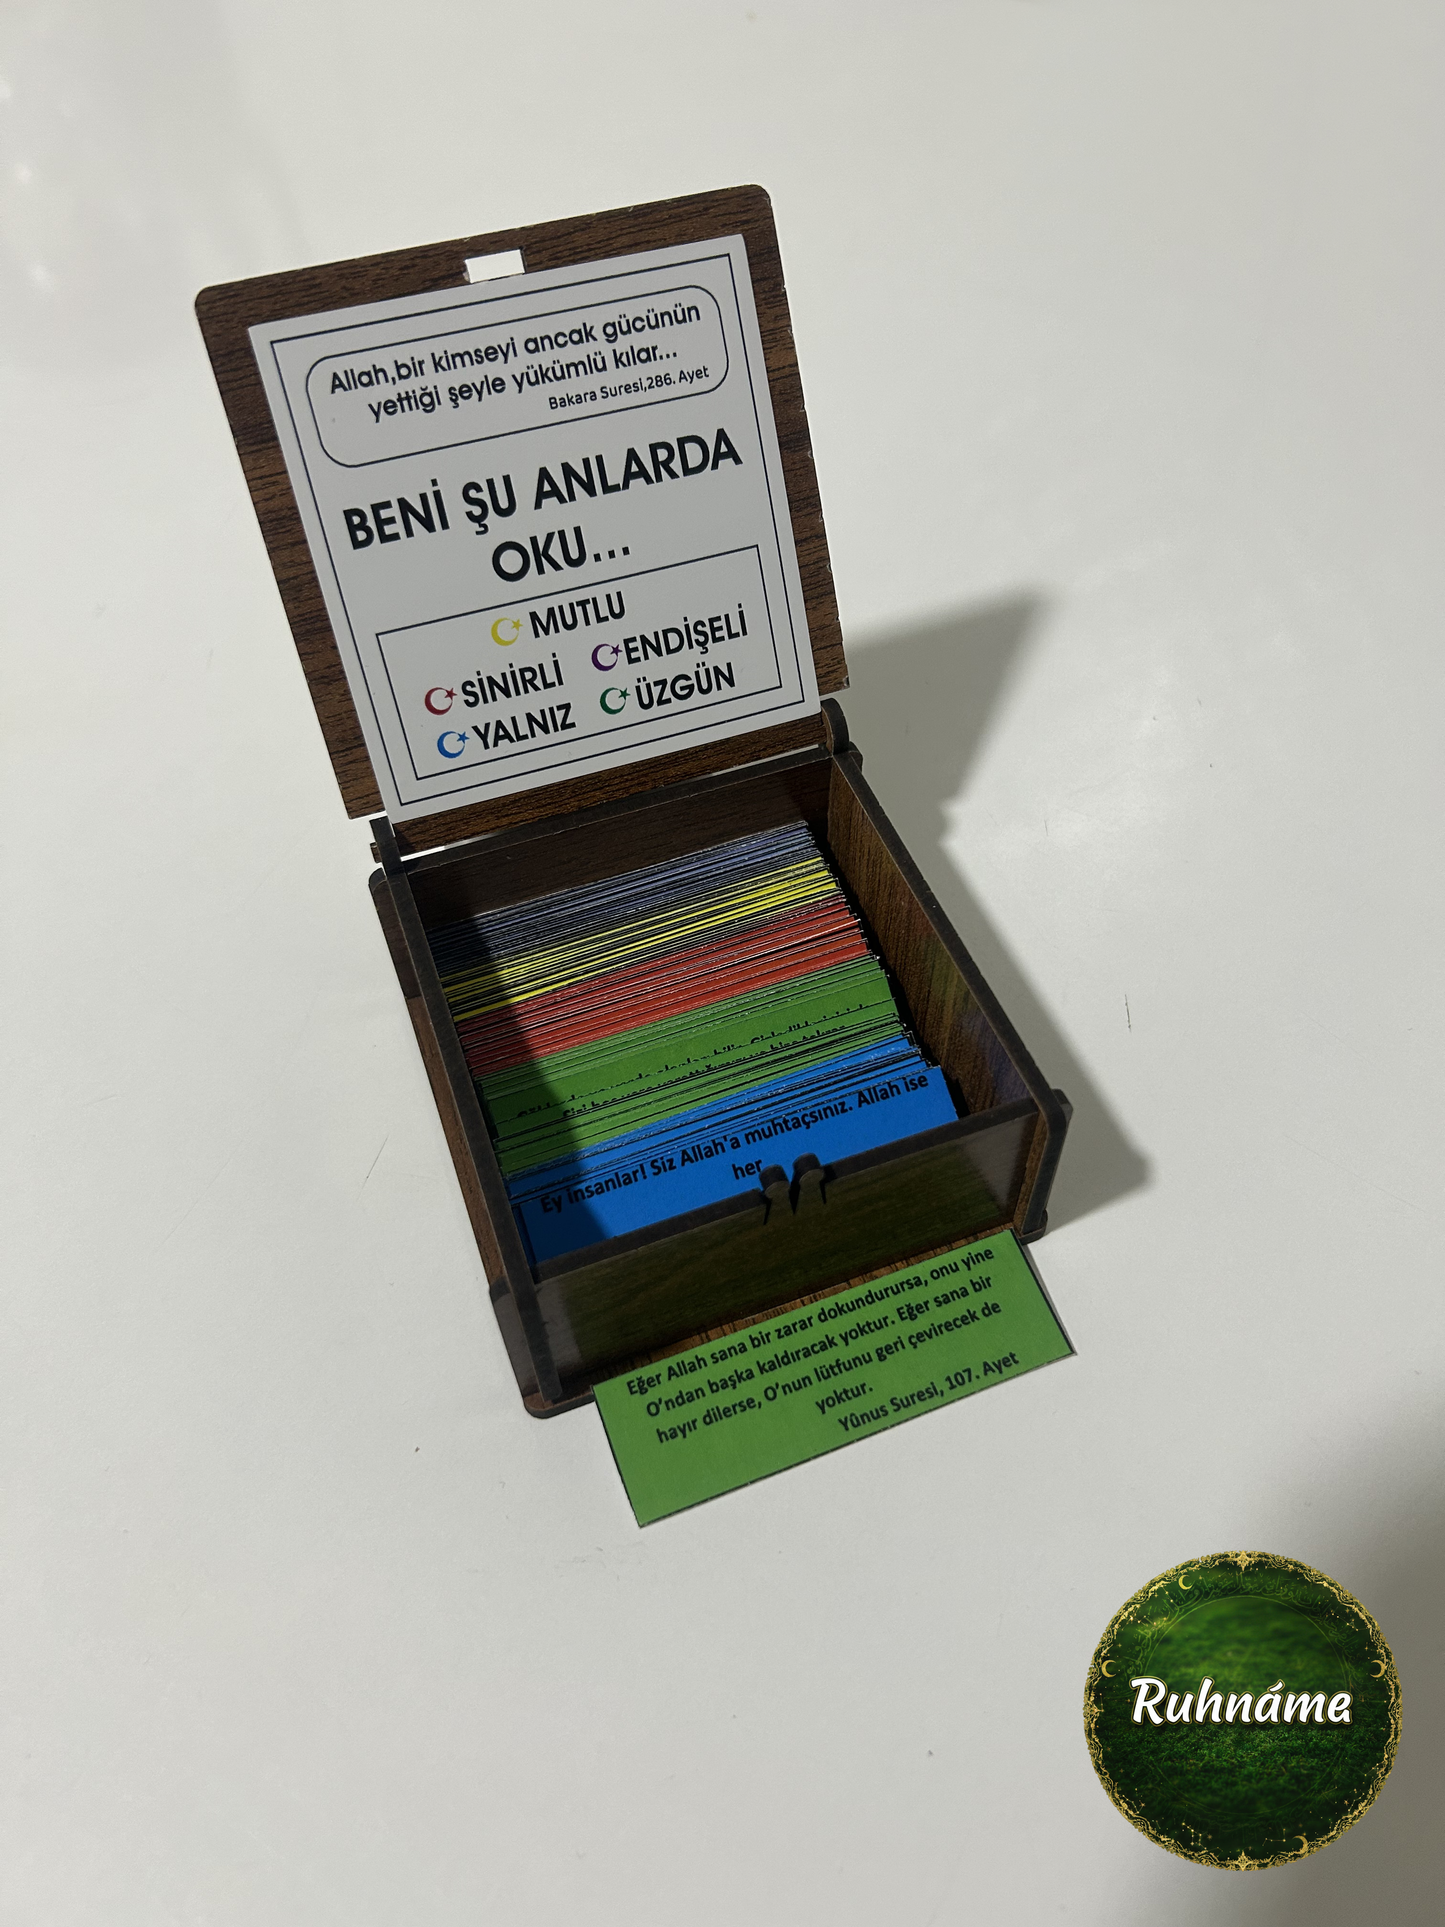 Allah,bir kimseyi ancak gücünün
yettiği şeyle yükümlü kılar...
Bakara Suresi,286. Ayet
BENİ ŞU ANLARDA
OKU...
MUTLU
SİNİRLİ ENDİŞELİ
YALNIZ ÜZGÜN
Ey insanlar! Siz Allah'a muhtaçsınız. Allah ise
her
Eğer Allah sana bir zarar dokundurursa, onu yine
O'ndan başka kaldıracak yoktur. Eğer sana bir
hayır dilerse, O'nun lütfunu geri çevirecek de
yoktur.
Yûnus Suresi, 107. Ayet
Ruhnáme